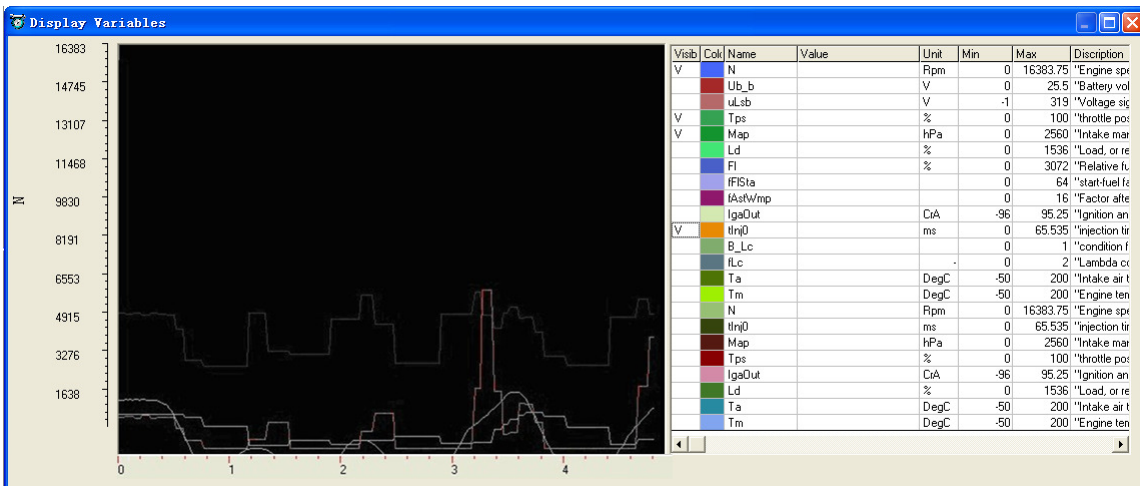 Display Variables
16383
14745
13107
11468
9830
8191
6553
4915
3276
1638
N
0 1 2 3 4
Visib Colc Name Value Unit Min Max Discription
V N Rpm 0 16383.75 "Engine spe
Ub_b V 0 25.5 "Battery vol
uLsb V -1 319 "Voltage sig
V Tps % 0 100 "throttle pos
V Map hPa 0 2560 "Intake mar
Ld % 0 1536 "Load, or re
Fl % 0 3072 "Relative fu
fFlSta 0 64 "start-fuel fa
fAstWmp 0 16 "Factor afte
IgaOut CrA -96 95.25 "Ignition an
V tInj0 ms 0 65.535 "injection tir
B_Lc 0 1 "condition f
fLc - 0 2 "Lambda co
Ta DegC -50 200 "Intake air t
Tm DegC -50 200 "Engine ten
N Rpm 0 16383.75 "Engine spe
tInj0 ms 0 65.535 "injection tir
Map hPa 0 2560 "Intake mar
Tps % 0 100 "throttle pos
IgaOut CrA -96 95.25 "Ignition an
Ld % 0 1536 "Load, or re
Ta DegC -50 200 "Intake air t
Tm DegC -50 200 "Engine ten